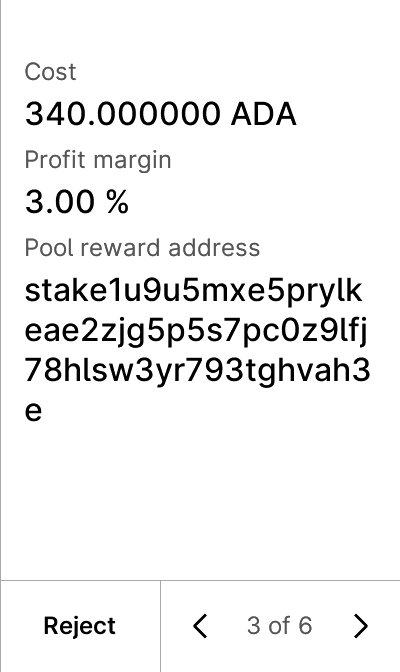 Cost
340.000000 ADA
Profit margin
3.00 %
Pool reward address
stake1u9u5mxe5prylk
eae2zjg5p5s7pc0z9lfj
78hlsw3yr793tghvah3
e
Reject
3 of 6